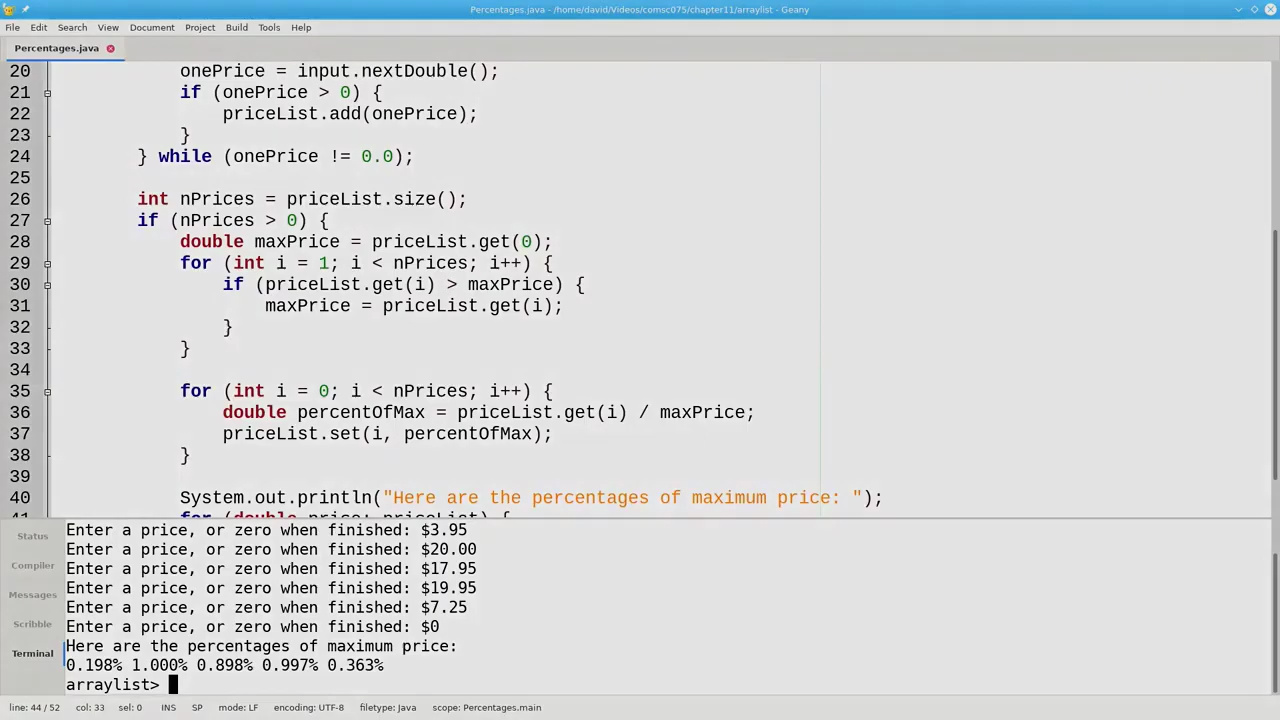 Percentages.java - /home/david/Videos/comsc075/chapter11/arraylist - Geany
File Edit Search View Document Project Build Tools Help
Percentages.java
20 onePrice = input.nextDouble();
21 if (onePrice > 0) {
22 priceList.add(onePrice);
23 }
24 } while (onePrice != 0.0);
25
26 int nPrices = priceList.size();
27 if (nPrices > 0) {
28 double maxPrice = priceList.get(0);
29 for (int i = 1; i < nPrices; i++) {
30 if (priceList.get(i) > maxPrice) {
31 maxPrice = priceList.get(i);
32 }
33 }
34
35 for (int i = 0; i < nPrices; i++) {
36 double percentOfMax = priceList.get(i) / maxPrice;
37 priceList.set(i, percentOfMax);
38 }
39
40 System.out.println("Here are the percentages of maximum price: ");
41 for (double price: priceList) {
Status
Compiler
Messages
Scribble
Terminal
Enter a price, or zero when finished: $3.95
Enter a price, or zero when finished: $20.00
Enter a price, or zero when finished: $17.95
Enter a price, or zero when finished: $19.95
Enter a price, or zero when finished: $7.25
Enter a price, or zero when finished: $0
Here are the percentages of maximum price:
0.198% 1.000% 0.898% 0.997% 0.363%
arraylist>
line: 44 / 52 col: 33 sel: 0 INS SP mode: LF encoding: UTF-8 filetype: Java scope: Percentages.main